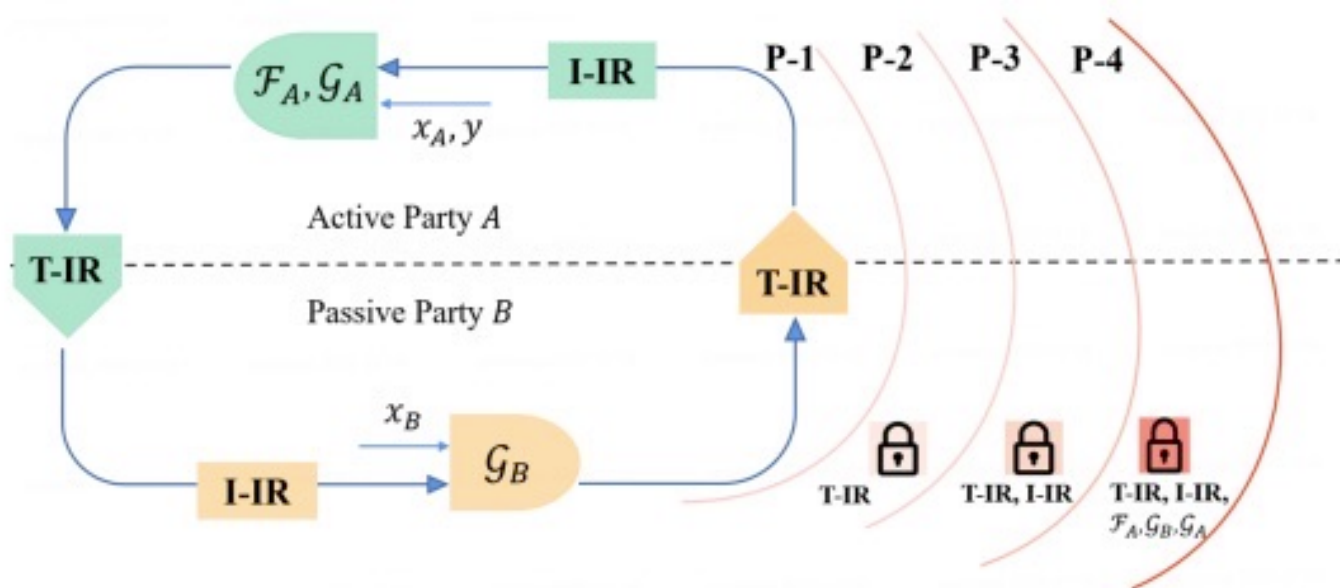 P-1 P-2 P-3 P-4
ℱ_A, 𝒢_A
I-IR
x_A, y
Active Party A
T-IR
T-IR
Passive Party B
x_B
𝒢_B
I-IR
T-IR
T-IR, I-IR
T-IR, I-IR,
ℱ_A,𝒢_B,𝒢_A